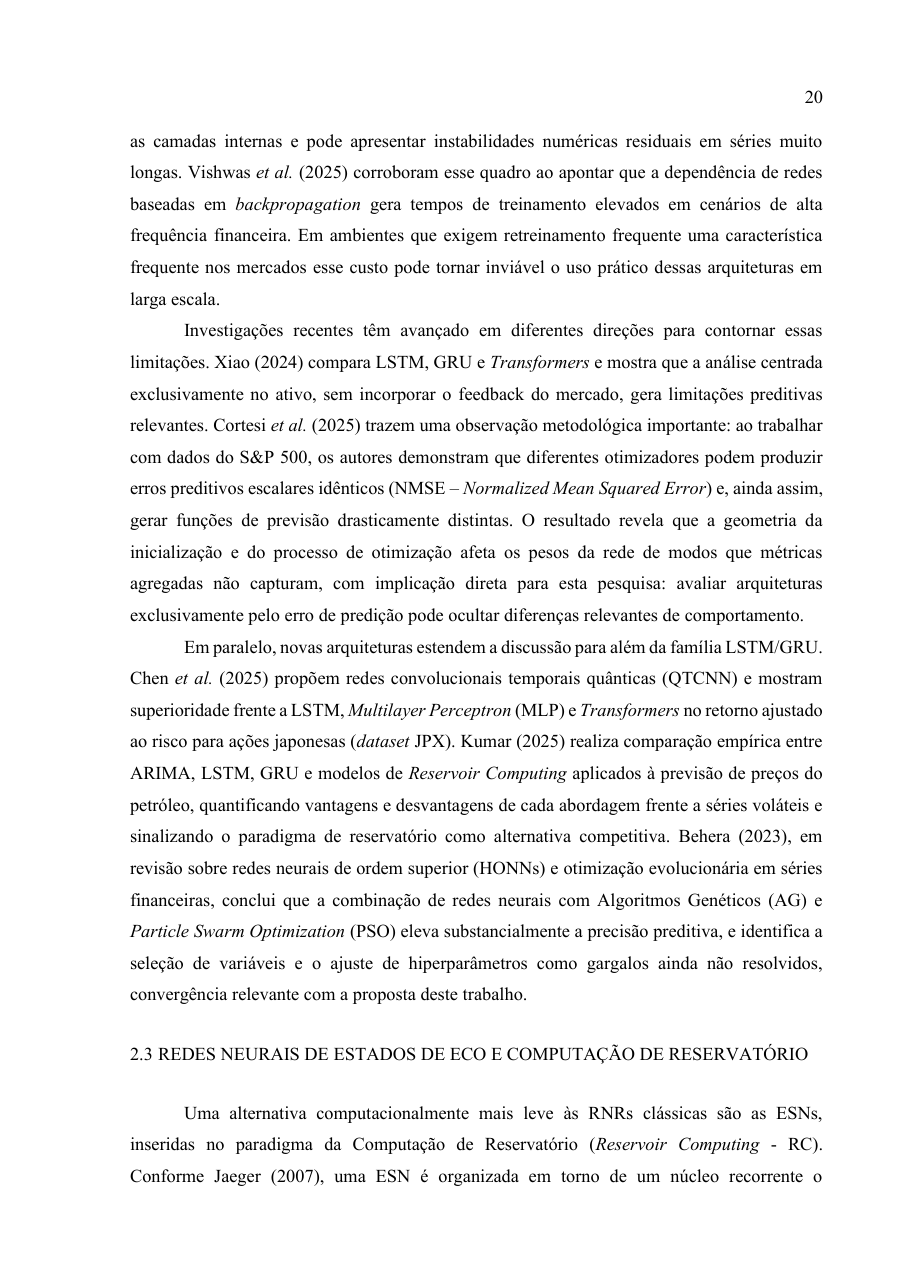 20
as camadas internas e pode apresentar instabilidades numéricas residuais em séries muito
longas. Vishwas et al. (2025) corroboram esse quadro ao apontar que a dependência de redes
baseadas em backpropagation gera tempos de treinamento elevados em cenários de alta
frequência financeira. Em ambientes que exigem retreinamento frequente uma característica
frequente nos mercados esse custo pode tornar inviável o uso prático dessas arquiteturas em
larga escala.
Investigações recentes têm avançado em diferentes direções para contornar essas
limitações. Xiao (2024) compara LSTM, GRU e Transformers e mostra que a análise centrada
exclusivamente no ativo, sem incorporar o feedback do mercado, gera limitações preditivas
relevantes. Cortesi et al. (2025) trazem uma observação metodológica importante: ao trabalhar
com dados do S&P 500, os autores demonstram que diferentes otimizadores podem produzir
erros preditivos escalares idênticos (NMSE – Normalized Mean Squared Error) e, ainda assim,
gerar funções de previsão drasticamente distintas. O resultado revela que a geometria da
inicialização e do processo de otimização afeta os pesos da rede de modos que métricas
agregadas não capturam, com implicação direta para esta pesquisa: avaliar arquiteturas
exclusivamente pelo erro de predição pode ocultar diferenças relevantes de comportamento.
Em paralelo, novas arquiteturas estendem a discussão para além da família LSTM/GRU.
Chen et al. (2025) propõem redes convolucionais temporais quânticas (QTCNN) e mostram
superioridade frente a LSTM, Multilayer Perceptron (MLP) e Transformers no retorno ajustado
ao risco para ações japonesas (dataset JPX). Kumar (2025) realiza comparação empírica entre
ARIMA, LSTM, GRU e modelos de Reservoir Computing aplicados à previsão de preços do
petróleo, quantificando vantagens e desvantagens de cada abordagem frente a séries voláteis e
sinalizando o paradigma de reservatório como alternativa competitiva. Behera (2023), em
revisão sobre redes neurais de ordem superior (HONNs) e otimização evolucionária em séries
financeiras, conclui que a combinação de redes neurais com Algoritmos Genéticos (AG) e
Particle Swarm Optimization (PSO) eleva substancialmente a precisão preditiva, e identifica a
seleção de variáveis e o ajuste de hiperparâmetros como gargalos ainda não resolvidos,
convergência relevante com a proposta deste trabalho.
2.3 REDES NEURAIS DE ESTADOS DE ECO E COMPUTAÇÃO DE RESERVATÓRIO
Uma alternativa computacionalmente mais leve às RNRs clássicas são as ESNs,
inseridas no paradigma da Computação de Reservatório (Reservoir Computing - RC).
Conforme Jaeger (2007), uma ESN é organizada em torno de um núcleo recorrente o